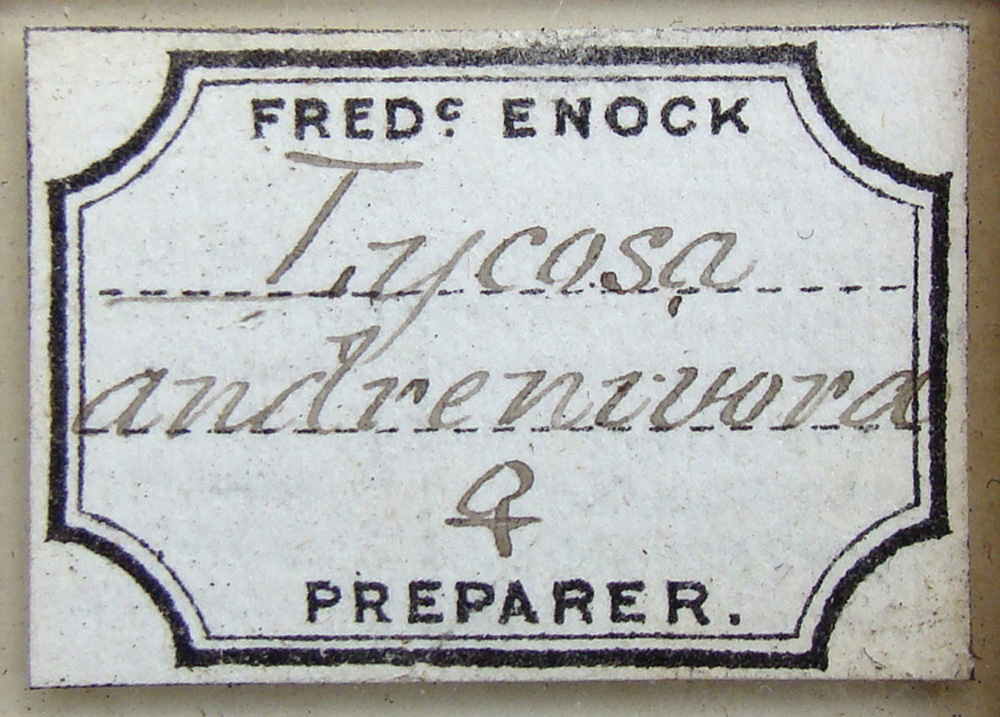 FREDC ENOCK
Lycosa
andrenivora
♀
PREPARER.